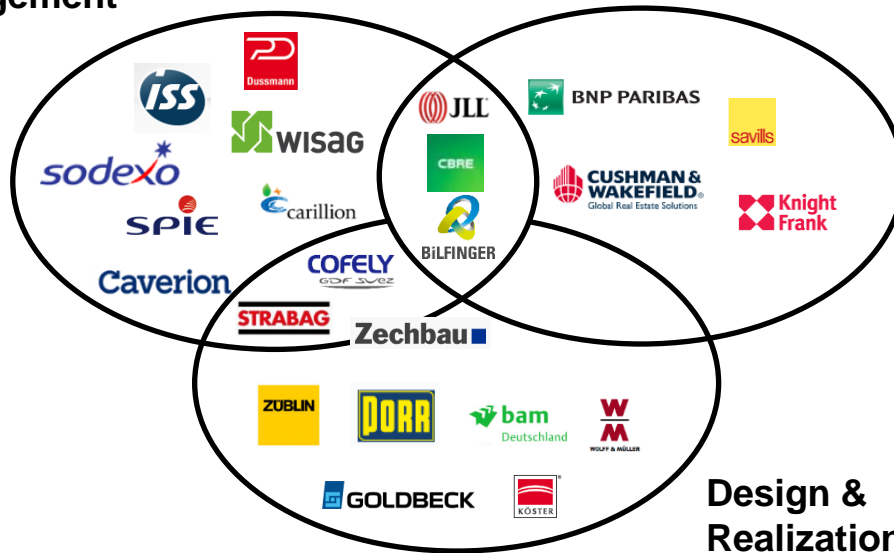 gement
Dussmann
iss
WISAG
sodexo
SPIE
carillion
Caverion
COFELY
GDF SUEZ
STRABAG
Zechbau
JLL
CBRE
BiLFINGER
BNP PARIBAS
savills
CUSHMAN &
WAKEFIELD®
Global Real Estate Solutions
Knight
Frank
ZÜBLIN
PORR
bam
Deutschland
W
M
WOLFF & MÜLLER
GOLDBECK
KÖSTER®
Design &
Realization